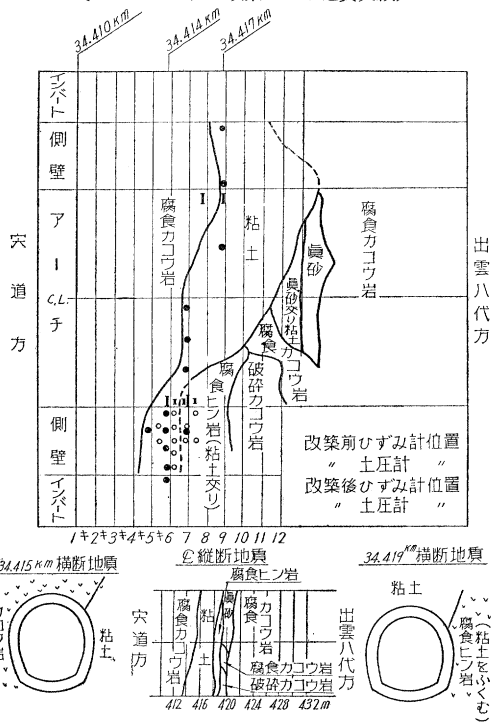 34.410km
34.414km
34.417km
インバート
側壁
アーチ
C.L.
側壁
インバート
宍道方
出雲八代方
腐食カコウ岩
粘土
眞砂
腐食カコウ岩
眞砂交り粘土
腐食カコウ岩
破砕カコウ岩
腐食ヒン岩(粘土交り)
改築前ひずみ計位置
〃 土圧計 〃
改築後ひずみ計位置
〃 土圧計 〃
1キ2キ3キ4キ5キ6 7 8 9 10 11 12
34.415km横断地質
粘土
℄縦断地質
腐食ヒン岩
宍道方
腐食カコウ岩
粘土
眞砂
腐食カコウ岩
出雲八代方
腐食カコウ岩
破砕カコウ岩
412 416 420 424 428 432m
34.419km横断地質
粘土
腐食ヒン岩
(粘土をふくむ)